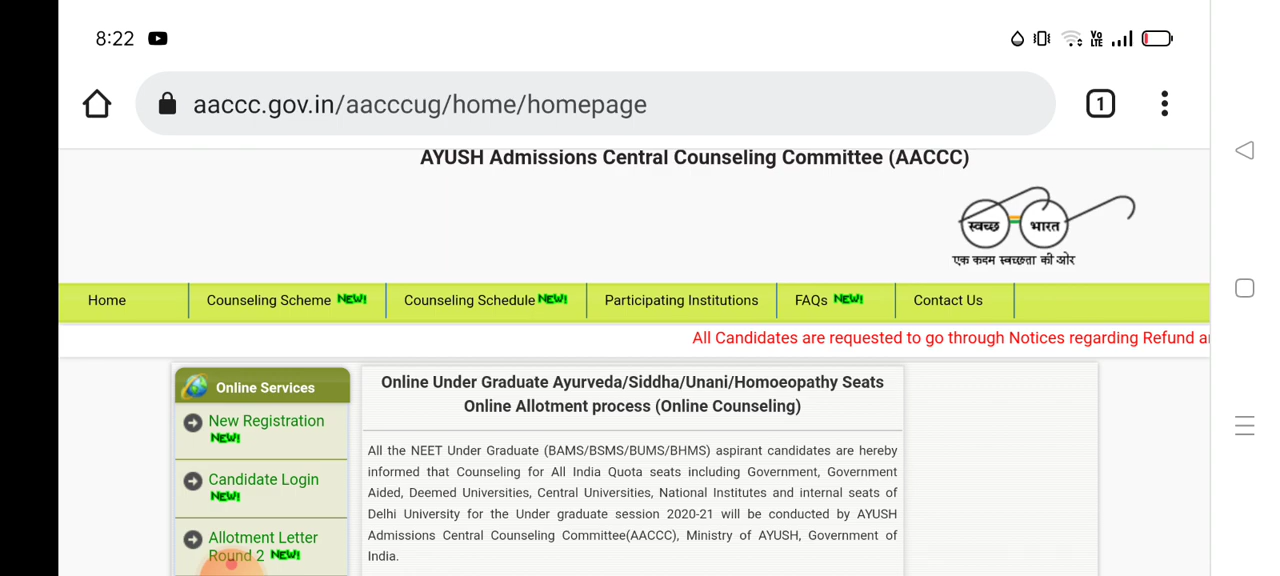 8:22
VO LTE
aaccc.gov.in/aacccug/home/homepage
1
AYUSH Admissions Central Counseling Committee (AACCC)
स्वच्छ भारत
एक कदम स्वच्छता की ओर
Home Counseling Scheme NEW! Counseling Schedule NEW! Participating Institutions FAQs NEW! Contact Us
All Candidates are requested to go through Notices regarding Refund
Online Services
New Registration
NEW!
Candidate Login
NEW!
Allotment Letter
Round 2 NEW!
Online Under Graduate Ayurveda/Siddha/Unani/Homoeopathy Seats
Online Allotment process (Online Counseling)
All the NEET Under Graduate (BAMS/BSMS/BUMS/BHMS) aspirant candidates are hereby
informed that Counseling for All India Quota seats including Government, Government
Aided, Deemed Universities, Central Universities, National Institutes and internal seats of
Delhi University for the Under graduate session 2020-21 will be conducted by AYUSH
Admissions Central Counseling Committee(AACCC), Ministry of AYUSH, Government of
India.